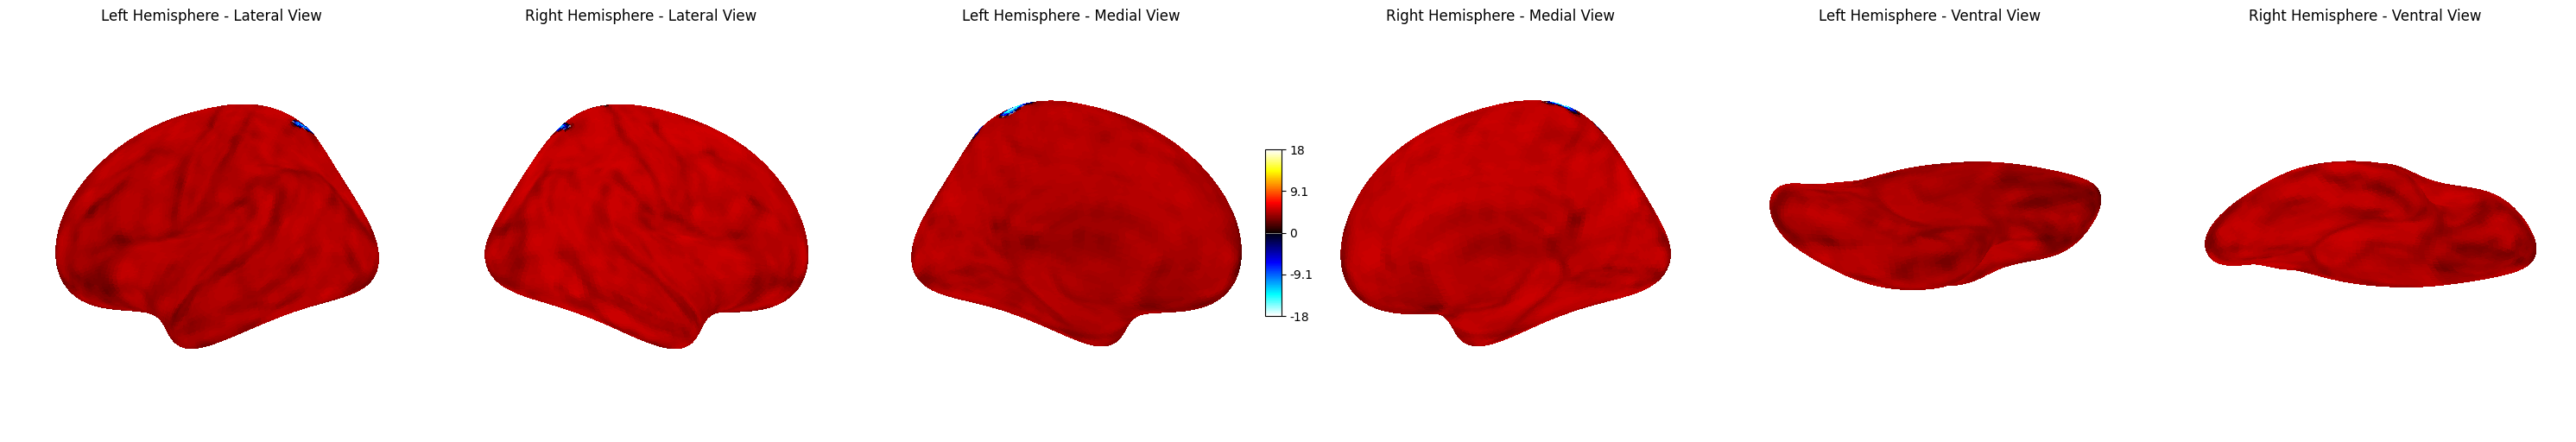 Left Hemisphere - Lateral View
Right Hemisphere - Lateral View
Left Hemisphere - Medial View
Right Hemisphere - Medial View
Left Hemisphere - Ventral View
Right Hemisphere - Ventral View
18
9.1
0
-9.1
-18